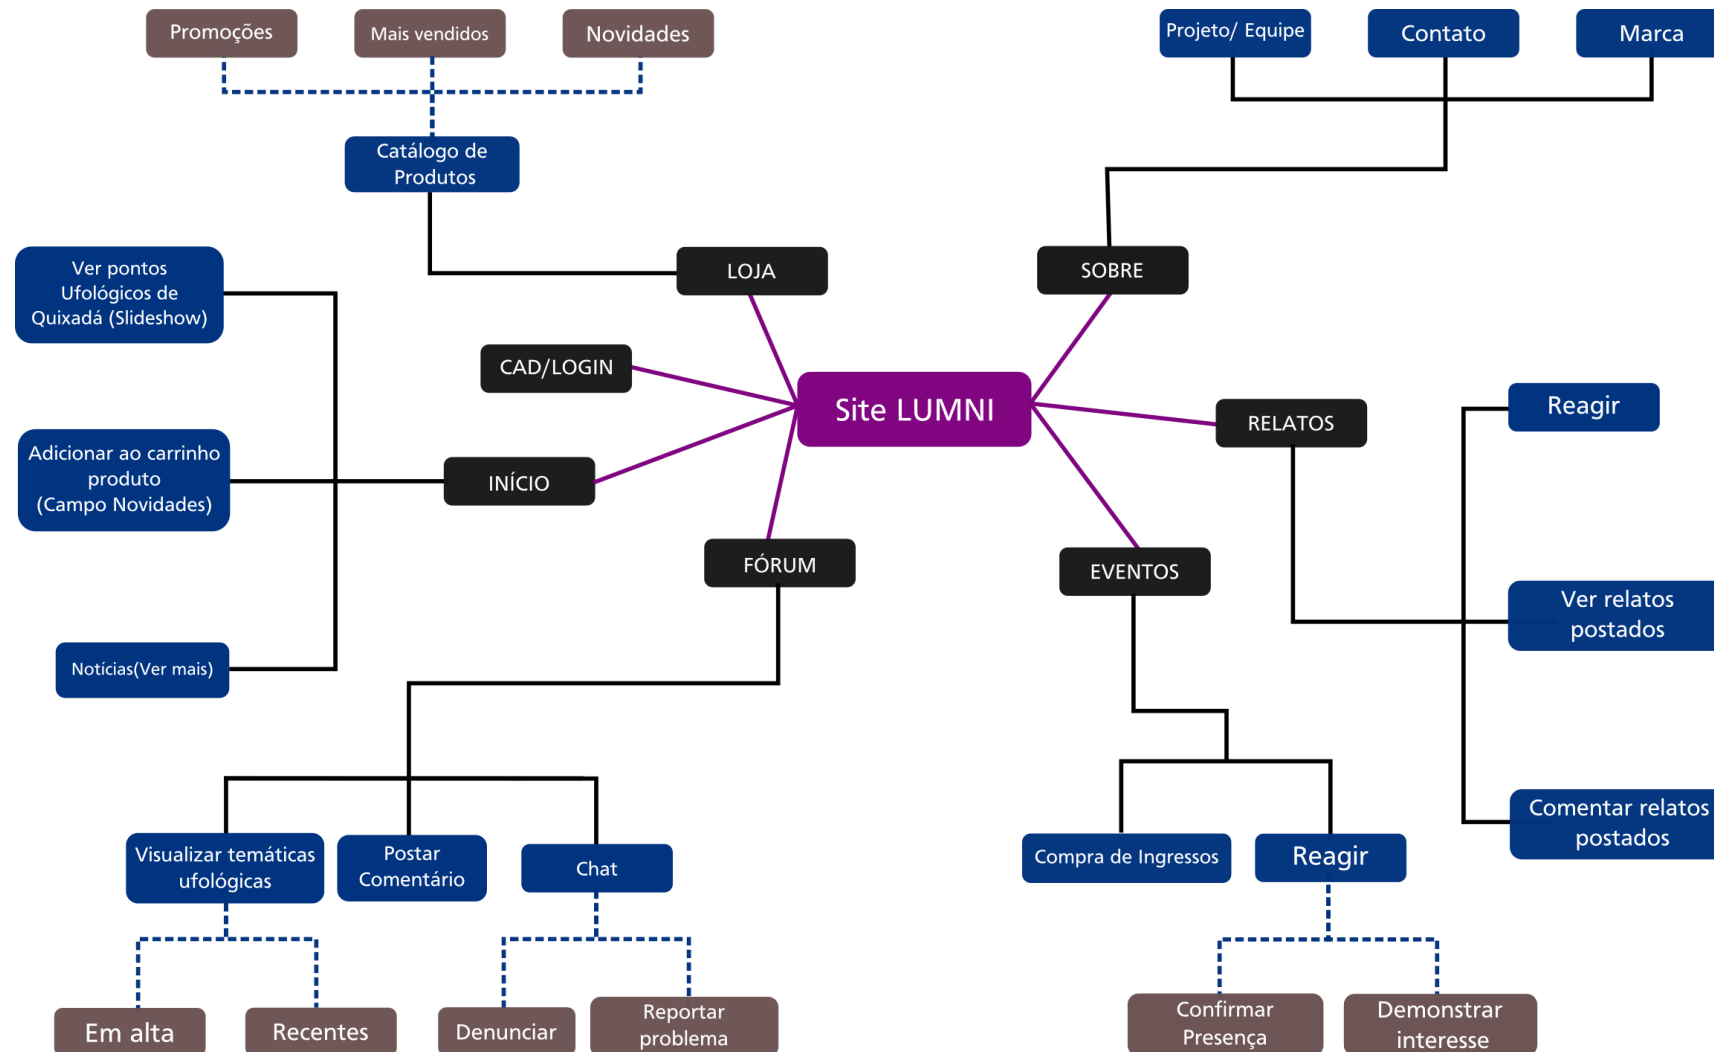 Promoções
Mais vendidos
Novidades
Projeto/ Equipe
Contato
Marca
Catálogo de
Produtos
Ver pontos
Ufológicos de
Quixadá (Slideshow)
LOJA
SOBRE
CAD/LOGIN
Site LUMNI
Reagir
RELATOS
Adicionar ao carrinho
produto
(Campo Novidades)
INÍCIO
FÓRUM
EVENTOS
Ver relatos
postados
Notícias(Ver mais)
Comentar relatos
postados
Visualizar temáticas
ufológicas
Postar
Comentário
Chat
Compra de Ingressos
Reagir
Em alta
Recentes
Denunciar
Reportar
problema
Confirmar
Presença
Demonstrar
interesse